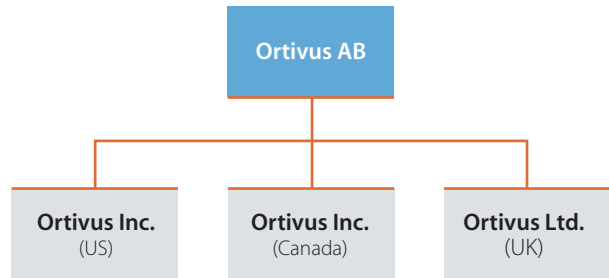 Ortivus AB
Ortivus Inc.
(US)
Ortivus Inc.
(Canada)
Ortivus Ltd.
(UK)